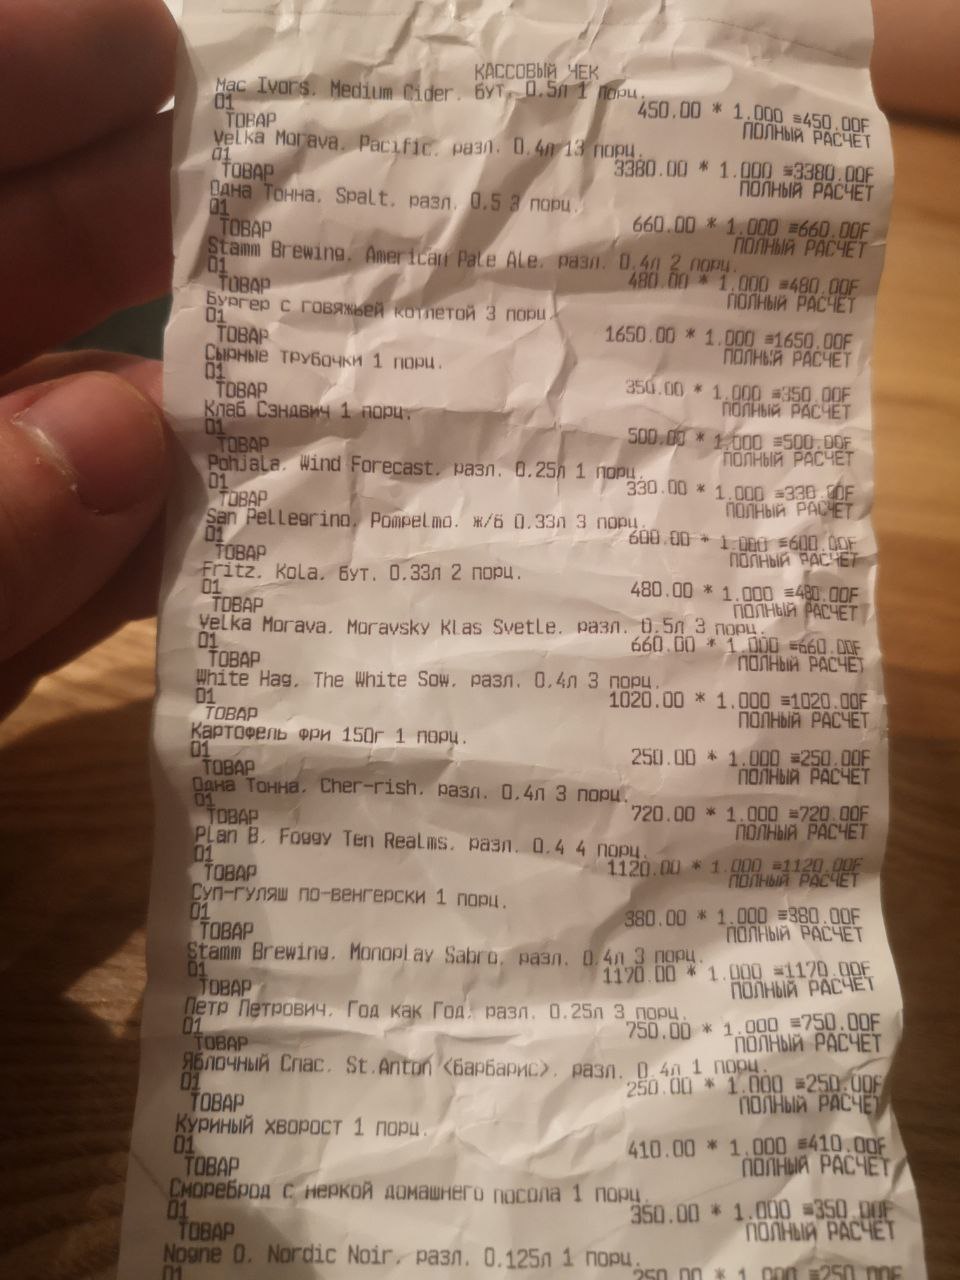 КАССОВЫЙ ЧЕК
Mac Ivors. Medium Cider. бут. 0.5л 1 порц.
01 450.00 * 1.000 ≡450.00F
ТОВАР ПОЛНЫЙ РАСЧЕТ
Velka Morava. Pacific. разл. 0.4л 13 порц.
01 3380.00 * 1.000 ≡3380.00F
ТОВАР ПОЛНЫЙ РАСЧЕТ
Одна Тонна. Spalt. разл. 0.5 3 порц.
01 660.00 * 1.000 ≡660.00F
ТОВАР ПОЛНЫЙ РАСЧЕТ
Stamm Brewing. American Pale Ale. разл. 0.4л 2 порц.
01 480.00 * 1.000 ≡480.00F
ТОВАР ПОЛНЫЙ РАСЧЕТ
Бургер с говяжьей котлетой 3 порц.
01 1650.00 * 1.000 ≡1650.00F
ТОВАР ПОЛНЫЙ РАСЧЕТ
Сырные трубочки 1 порц.
01 350.00 * 1.000 ≡350.00F
ТОВАР ПОЛНЫЙ РАСЧЕТ
Клаб Сэндвич 1 порц.
01 500.00 * 1.000 ≡500.00F
ТОВАР ПОЛНЫЙ РАСЧЕТ
Pohjala. Wind Forecast. разл. 0.25л 1 порц.
01 330.00 * 1.000 ≡330.00F
ТОВАР ПОЛНЫЙ РАСЧЕТ
San Pellegrino. Pompelmo. ж/б 0.33л 3 порц.
01 600.00 * 1.000 ≡600.00F
ТОВАР ПОЛНЫЙ РАСЧЕТ
Fritz. Kola. бут. 0.33л 2 порц.
01 480.00 * 1.000 ≡480.00F
ТОВАР ПОЛНЫЙ РАСЧЕТ
Velka Morava. Moravsky Klas Svetle. разл. 0.5л 3 порц.
01 660.00 * 1.000 ≡660.00F
ТОВАР ПОЛНЫЙ РАСЧЕТ
White Hag. The White Sow. разл. 0.4л 3 порц.
01 1020.00 * 1.000 ≡1020.00F
ТОВАР ПОЛНЫЙ РАСЧЕТ
Картофель фри 150г 1 порц.
01 250.00 * 1.000 ≡250.00F
ТОВАР ПОЛНЫЙ РАСЧЕТ
Одна Тонна. Cher-rish. разл. 0.4л 3 порц.
01 720.00 * 1.000 ≡720.00F
ТОВАР ПОЛНЫЙ РАСЧЕТ
Plan B. Foggy Ten Realms. разл. 0.4 4 порц.
01 1120.00 * 1.000 ≡1120.00F
ТОВАР ПОЛНЫЙ РАСЧЕТ
Суп-гуляш по-венгерски 1 порц.
01 380.00 * 1.000 ≡380.00F
ТОВАР ПОЛНЫЙ РАСЧЕТ
Stamm Brewing. Monoplay Sabro. разл. 0.4л 3 порц.
01 1170.00 * 1.000 ≡1170.00F
ТОВАР ПОЛНЫЙ РАСЧЕТ
Петр Петрович. Год как Год. разл. 0.25л 3 порц.
01 750.00 * 1.000 ≡750.00F
ТОВАР ПОЛНЫЙ РАСЧЕТ
Яблочный Спас. St.Anton <барбарис>. разл. 0.4л 1 порц.
01 250.00 * 1.000 ≡250.00F
ТОВАР ПОЛНЫЙ РАСЧЕТ
Куриный хворост 1 порц.
01 410.00 * 1.000 ≡410.00F
ТОВАР ПОЛНЫЙ РАСЧЕТ
Смореброд с неркой домашнего посола 1 порц.
01 350.00 * 1.000 ≡350.00F
ТОВАР ПОЛНЫЙ РАСЧЕТ
Nogne O. Nordic Noir. разл. 0.125л 1 порц.
01 250.00 * 1.000 ≡250.00F